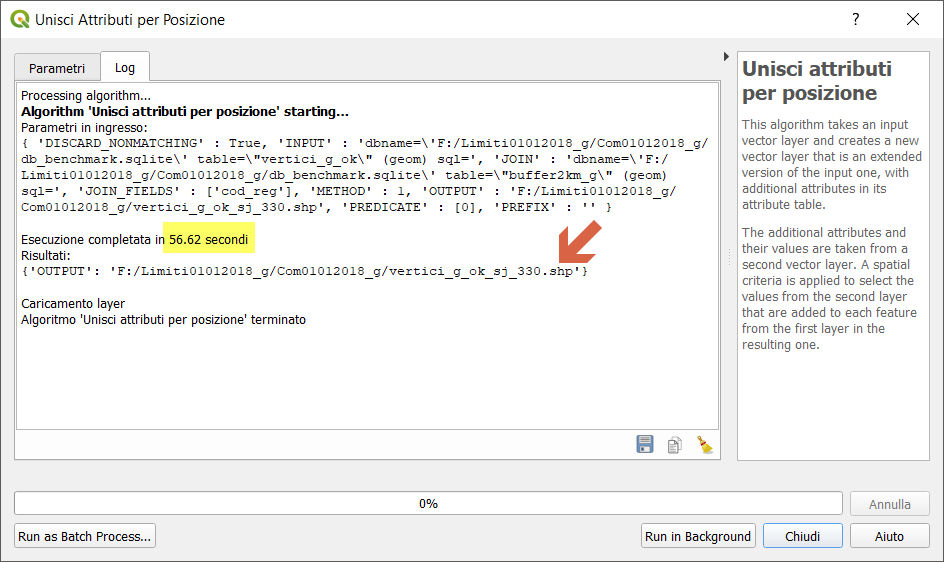 Unisci Attributi per Posizione
?
Parametri
Log
Processing algorithm...
Algorithm 'Unisci attributi per posizione' starting...
Parametri in ingresso:
{ 'DISCARD_NONMATCHING' : True, 'INPUT' : 'dbname=\'F:/Limiti01012018_g/Com01012018_g/
db_benchmark.sqlite\' table=\"vertici_g_ok\" (geom) sql=', 'JOIN' : 'dbname=\'F:/
Limiti01012018_g/Com01012018_g/db_benchmark.sqlite\' table=\"buffer2km_g\" (geom)
sql=', 'JOIN_FIELDS' : ['cod_reg'], 'METHOD' : 1, 'OUTPUT' : 'F:/Limiti01012018_g/
Com01012018_g/vertici_g_ok_sj_330.shp', 'PREDICATE' : [0], 'PREFIX' : '' }
Esecuzione completata in 56.62 secondi
Risultati:
{'OUTPUT': 'F:/Limiti01012018_g/Com01012018_g/vertici_g_ok_sj_330.shp'}
Caricamento layer
Algoritmo 'Unisci attributi per posizione' terminato
Unisci attributi
per posizione
This algorithm takes an input
vector layer and creates a new
vector layer that is an extended
version of the input one, with
additional attributes in its
attribute table.
The additional attributes and
their values are taken from a
second vector layer. A spatial
criteria is applied to select the
values from the second layer
that are added to each feature
from the first layer in the
resulting one.
0%
Annulla
Run as Batch Process...
Run in Background
Chiudi
Aiuto